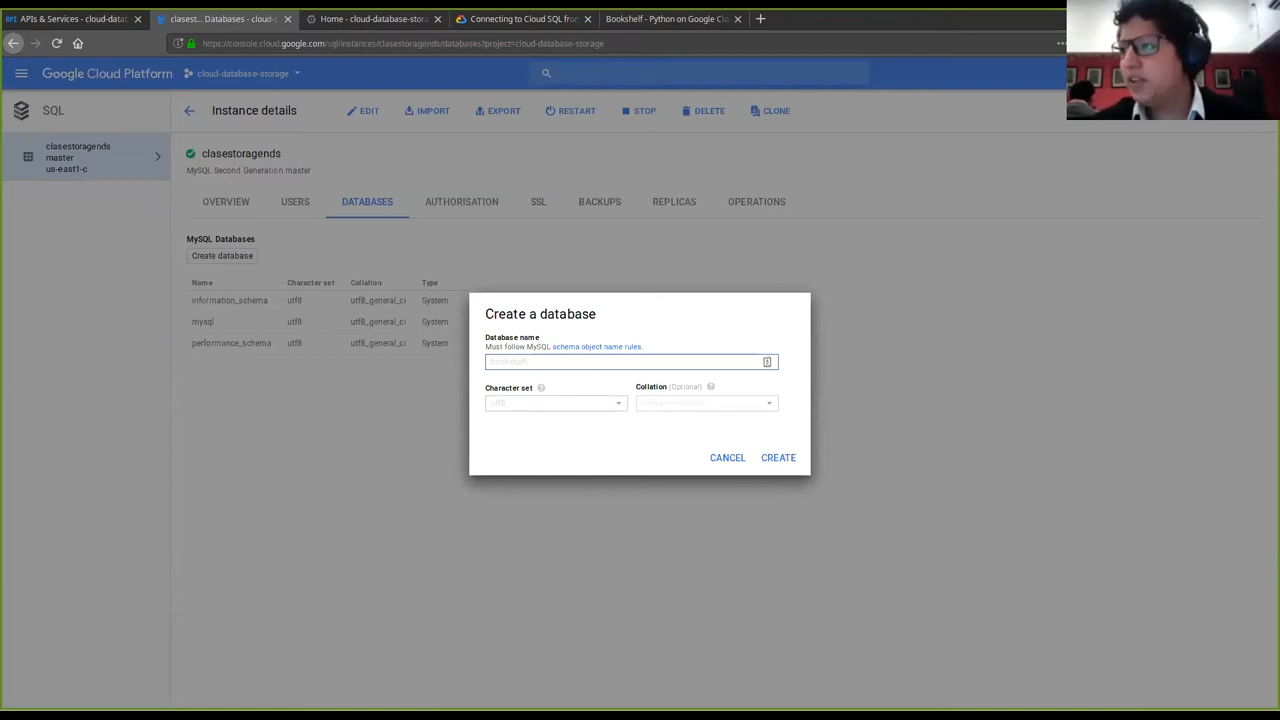 APIs & Services - cloud-datab
clasest... Databases - cloud-c
Home - cloud-database-stora
Connecting to Cloud SQL from
Bookshelf - Python on Google Clo
https://console.cloud.google.com/sql/instances/clasestoragends/databases?project=cloud-database-storage
Google Cloud Platform
cloud-database-storage
SQL
Instance details
EDIT
IMPORT
EXPORT
RESTART
STOP
DELETE
CLONE
clasestoragends
master
us-east1-c
clasestoragends
MySQL Second Generation master
OVERVIEW
USERS
DATABASES
AUTHORISATION
SSL
BACKUPS
REPLICAS
OPERATIONS
MySQL Databases
Create database
Name Character set Collation Type
information_schema utf8 utf8_general_ci System
mysql utf8 utf8_general_ci System
performance_schema utf8 utf8_general_ci System
Create a database
Database name
Must follow MySQL schema object name rules.
bookshelf
Character set
Collation (Optional)
utf8
CANCEL
CREATE